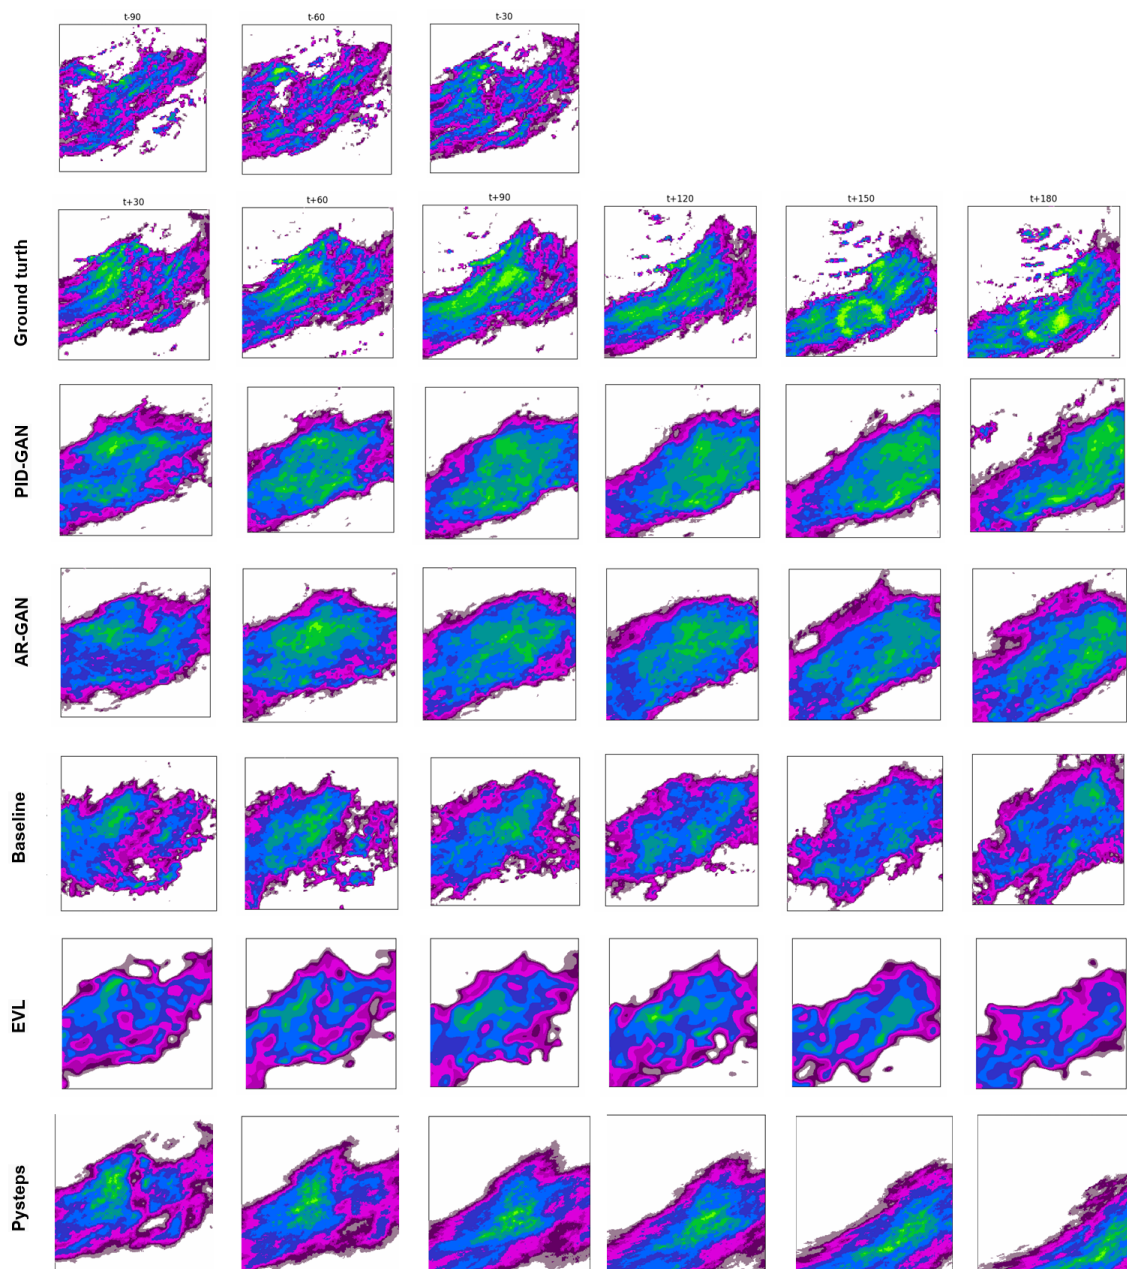 t-90 t-60 t-30
t+30 t+60 t+90 t+120 t+150 t+180
Ground turth
PID-GAN
AR-GAN
Baseline
EVL
Pysteps